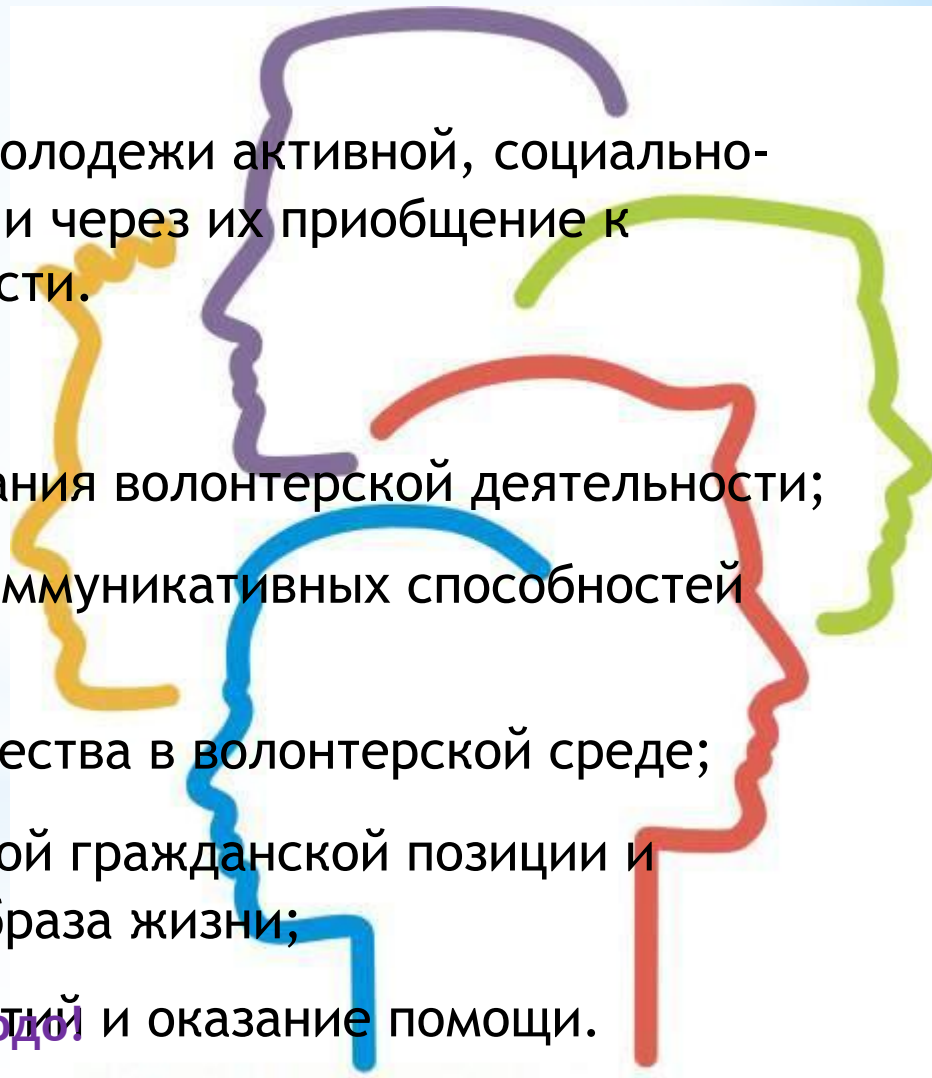 олодежи активной, социально-
и через их приобщение к
сти.
ания волонтерской деятельности;
ммуникативных способностей
ества в волонтерской среде;
ой гражданской позиции и
браза жизни;
тий и оказание помощи.
рдо!